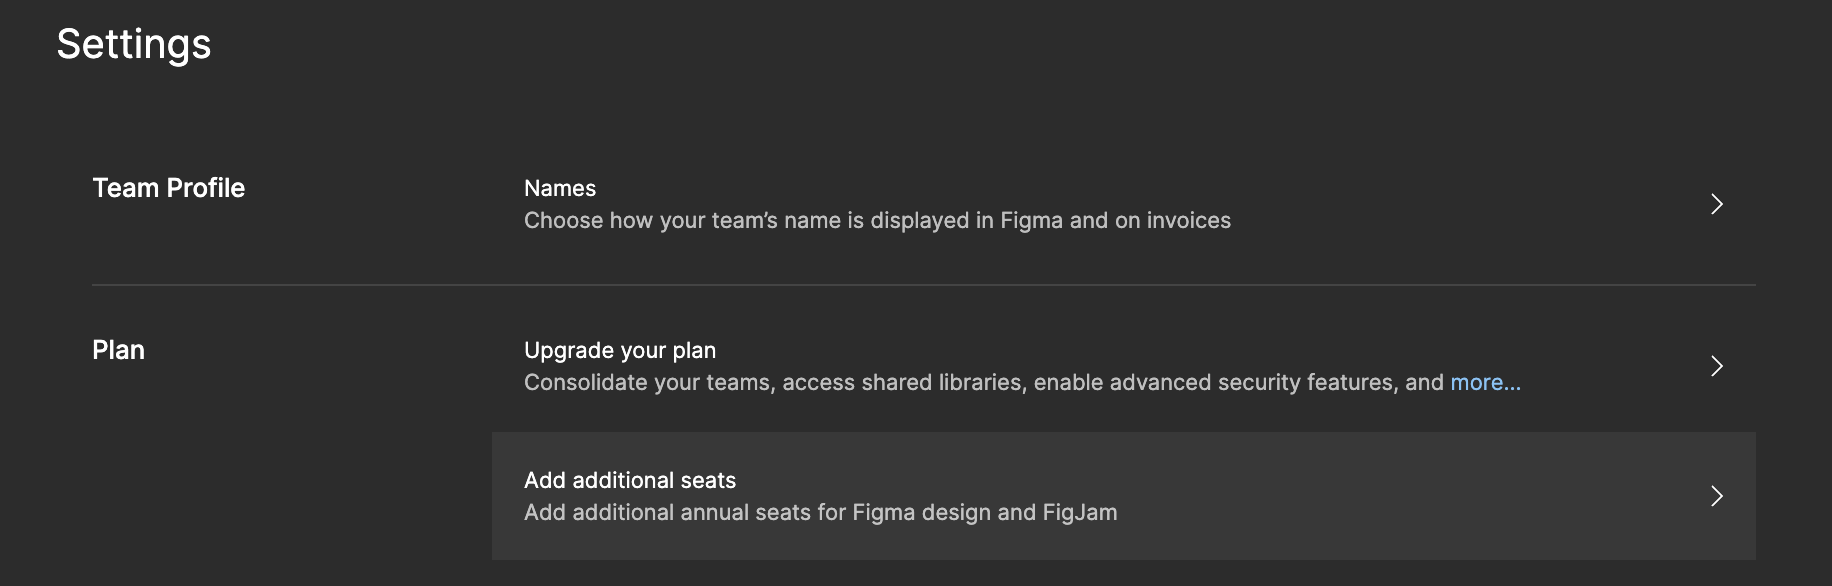 Settings
Team Profile
Names
Choose how your team’s name is displayed in Figma and on invoices
Plan
Upgrade your plan
Consolidate your teams, access shared libraries, enable advanced security features, and more...
Add additional seats
Add additional annual seats for Figma design and FigJam